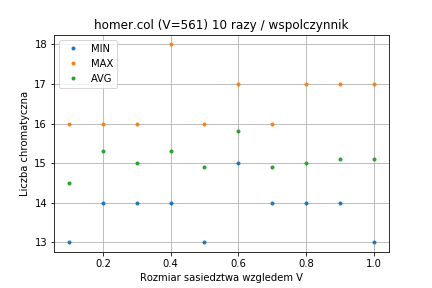 homer.col (V=561) 10 razy / wspolczynnik
MIN
MAX
AVG
Liczba chromatyczna
18
17
16
15
14
13
0.2 0.4 0.6 0.8 1.0
Rozmiar sasiedztwa wzgledem V